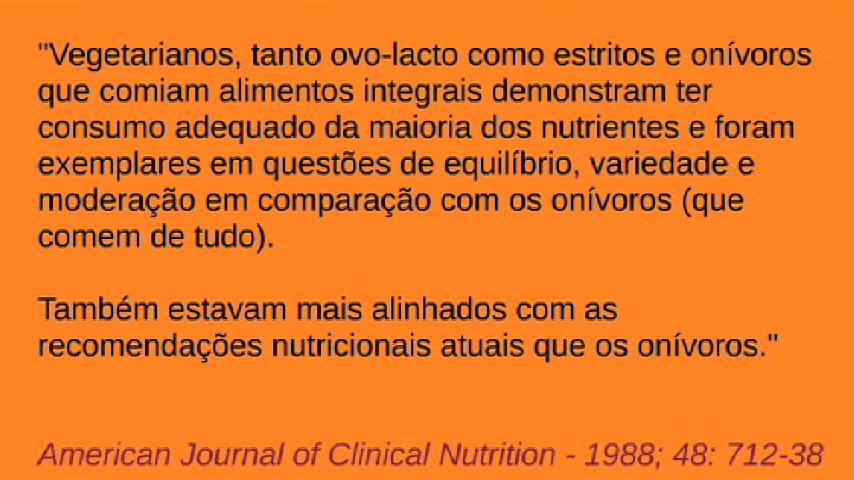 "Vegetarianos, tanto ovo-lacto como estritos e onívoros
que comiam alimentos integrais demonstram ter
consumo adequado da maioria dos nutrientes e foram
exemplares em questões de equilíbrio, variedade e
moderação em comparação com os onívoros (que
comem de tudo).
Também estavam mais alinhados com as
recomendações nutricionais atuais que os onívoros."
American Journal of Clinical Nutrition - 1988; 48: 712-38